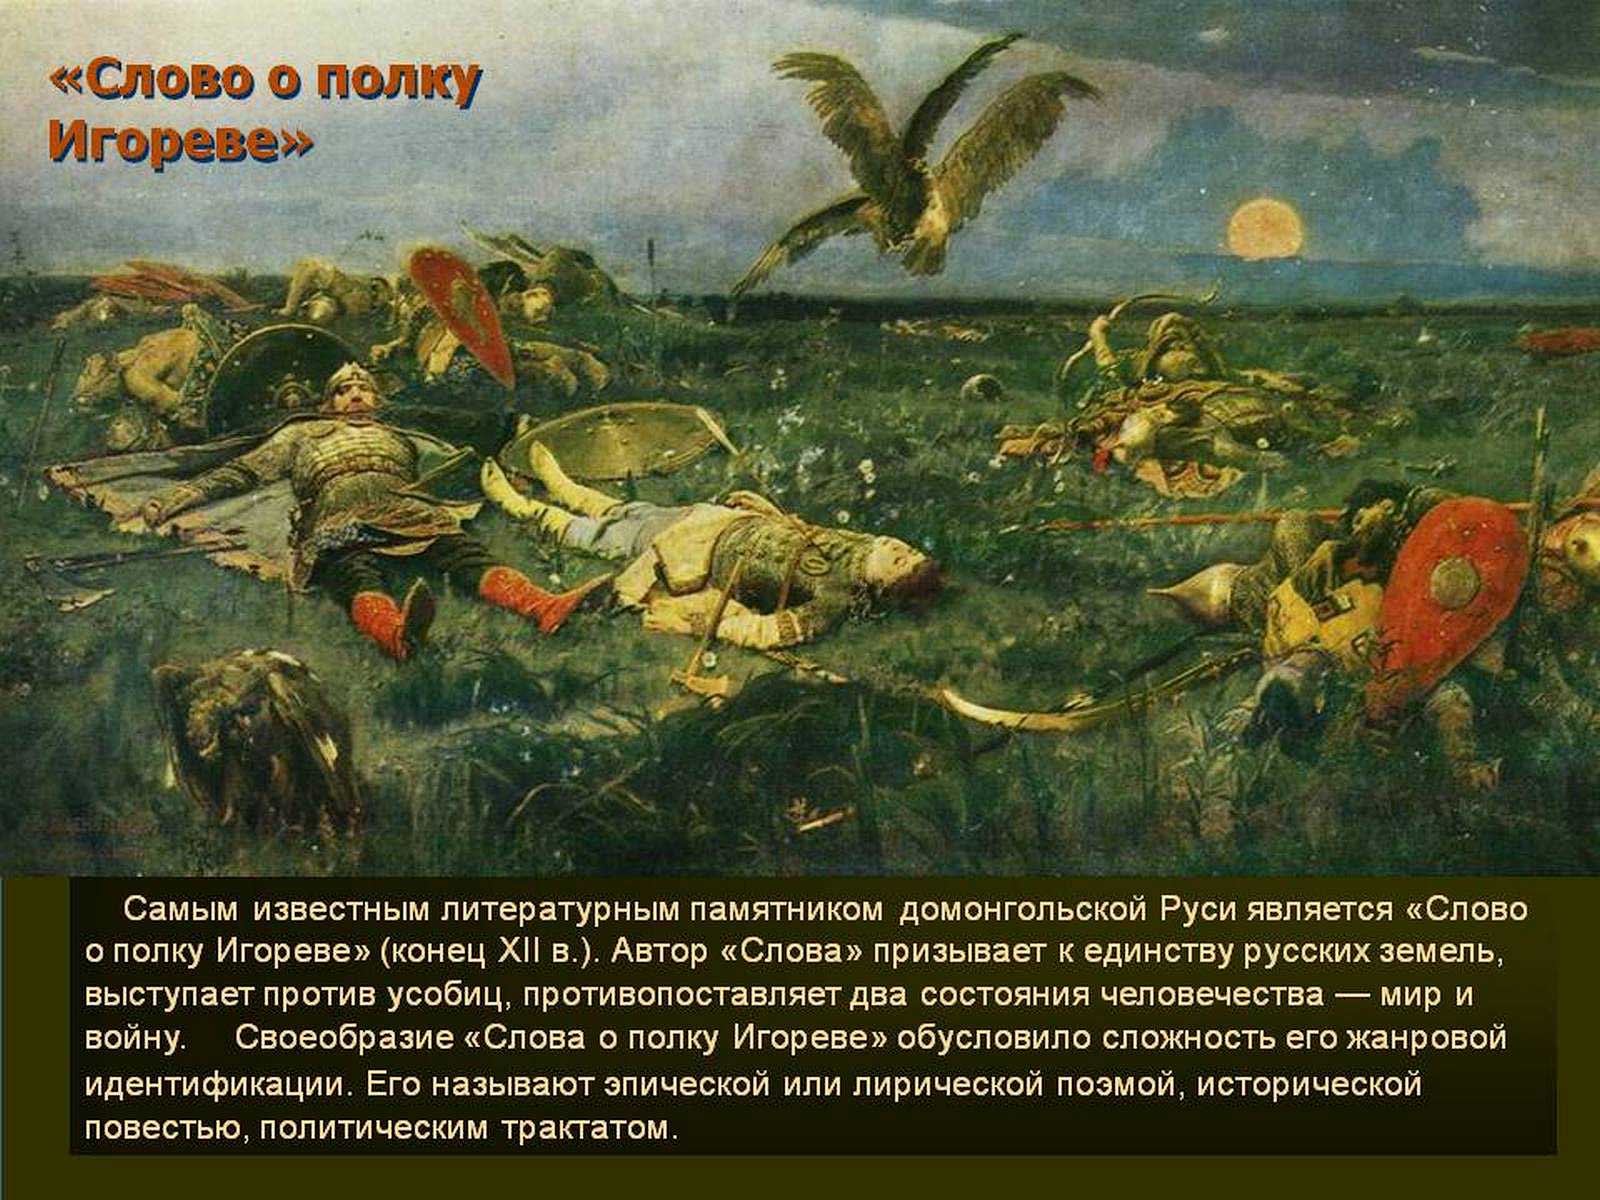 «Слово о полку
Игореве»
Самым известным литературным памятником домонгольской Руси является «Слово
о полку Игореве» (конец XII в.). Автор «Слова» призывает к единству русских земель,
выступает против усобиц, противопоставляет два состояния человечества — мир и
войну. Своеобразие «Слова о полку Игореве» обусловило сложность его жанровой
идентификации. Его называют эпической или лирической поэмой, исторической
повестью, политическим трактатом.